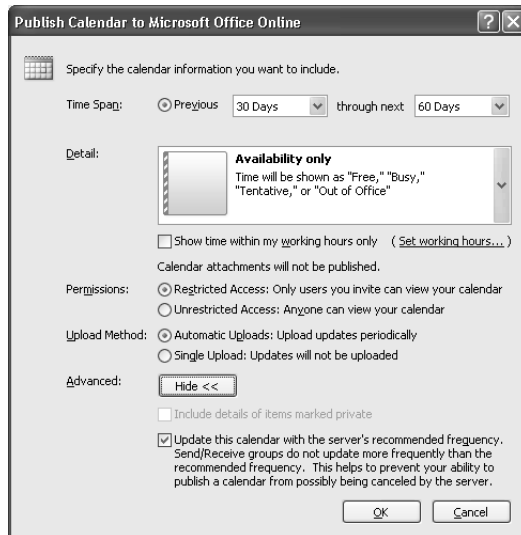 Publish Calendar to Microsoft Office Online
Specify the calendar information you want to include.
Time Span: Previous 30 Days through next 60 Days
Detail: Availability only
Time will be shown as "Free," "Busy,"
"Tentative," or "Out of Office"
Show time within my working hours only ( Set working hours... )
Calendar attachments will not be published.
Permissions: Restricted Access: Only users you invite can view your calendar
Unrestricted Access: Anyone can view your calendar
Upload Method: Automatic Uploads: Upload updates periodically
Single Upload: Updates will not be uploaded
Advanced: Hide <<
Include details of items marked private
Update this calendar with the server's recommended frequency.
Send/Receive groups do not update more frequently than the
recommended frequency. This helps to prevent your ability to
publish a calendar from possibly being canceled by the server.
OK Cancel